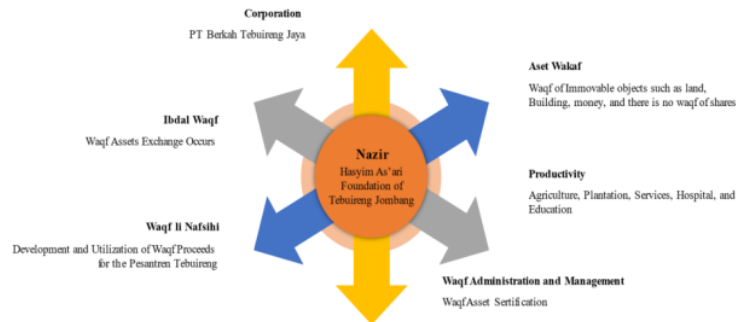 Corporation
PT Berkah Tebuireng Jaya
Aset Wakaf
Waqf of Immovable objects such as land,
Building, money, and there is no waqf of shares
Ibdal Waqf
Waqf Assets Exchange Occurs
Nazir
Hasyim As'ari
Foundation of
Tebuireng Jombang
Productivity
Agriculture, Plantation, Services, Hospital, and
Education
Waqf li Nafsihi
Development and Utilization of Waqf Proceeds
for the Pesantren Tebuireng
Waqf Administration and Management
Waqf Asset Sertification